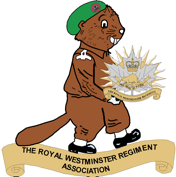 THE ROYAL WESTMINSTER REGIMENT
ASSOCIATION